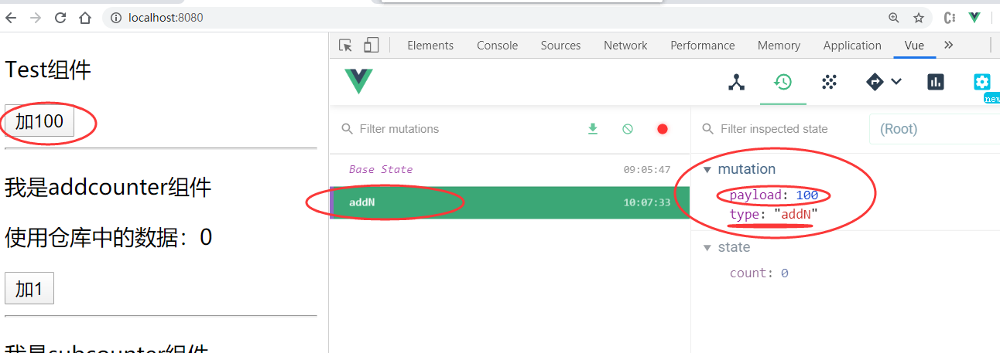 localhost:8080
Elements Console Sources Network Performance Memory Application Vue
new
Filter mutations
Filter inspected state
(Root)
Base State 09:05:47
addN 10:07:33
mutation
payload: 100
type: "addN"
state
count: 0
Test组件
加100
我是addcounter组件
使用仓库中的数据：0
加1
我是subcounter组件